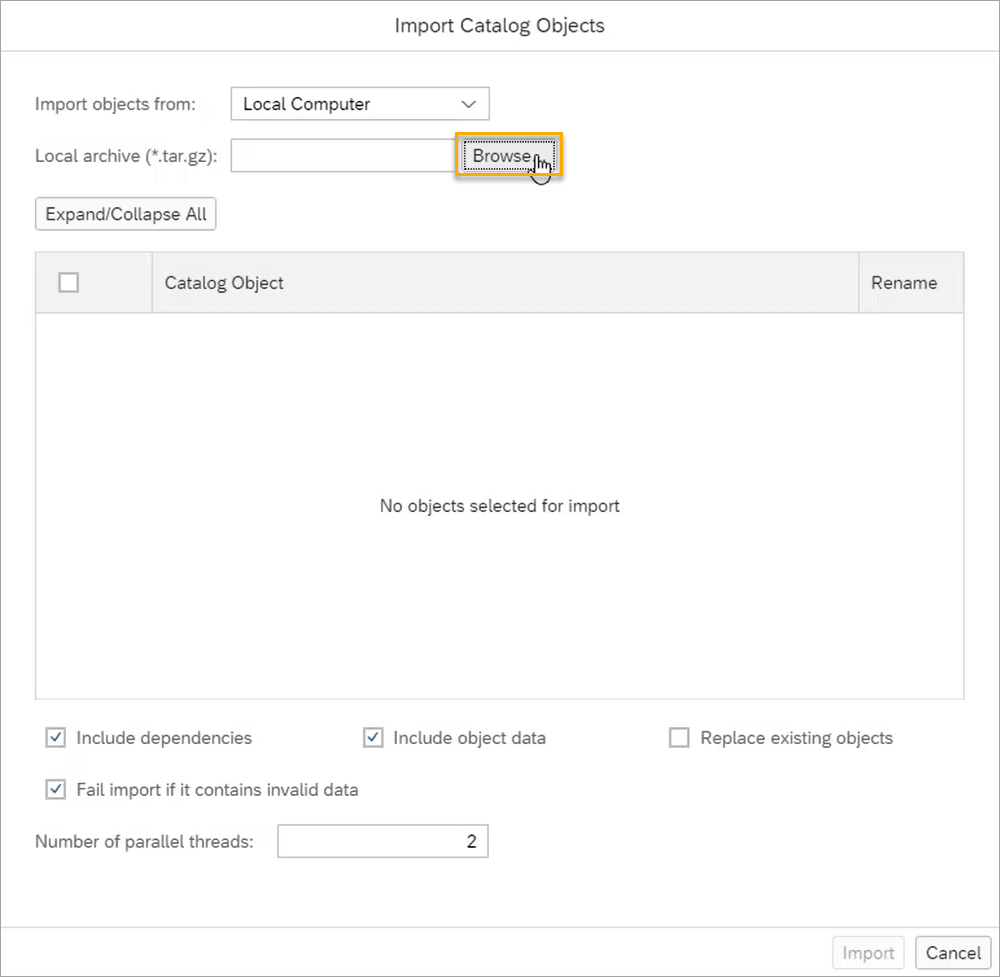 Import Catalog Objects
Import objects from: Local Computer
Local archive (*.tar.gz): Browse
Expand/Collapse All
Catalog Object Rename
No objects selected for import
Include dependencies Include object data Replace existing objects
Fail import if it contains invalid data
Number of parallel threads: 2
Import Cancel